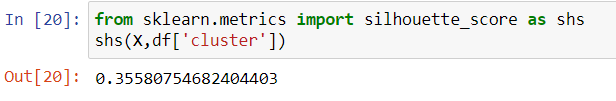 In [20]: from sklearn.metrics import silhouette_score as shs
shs(X,df['cluster'])
Out[20]: 0.35580754682404403